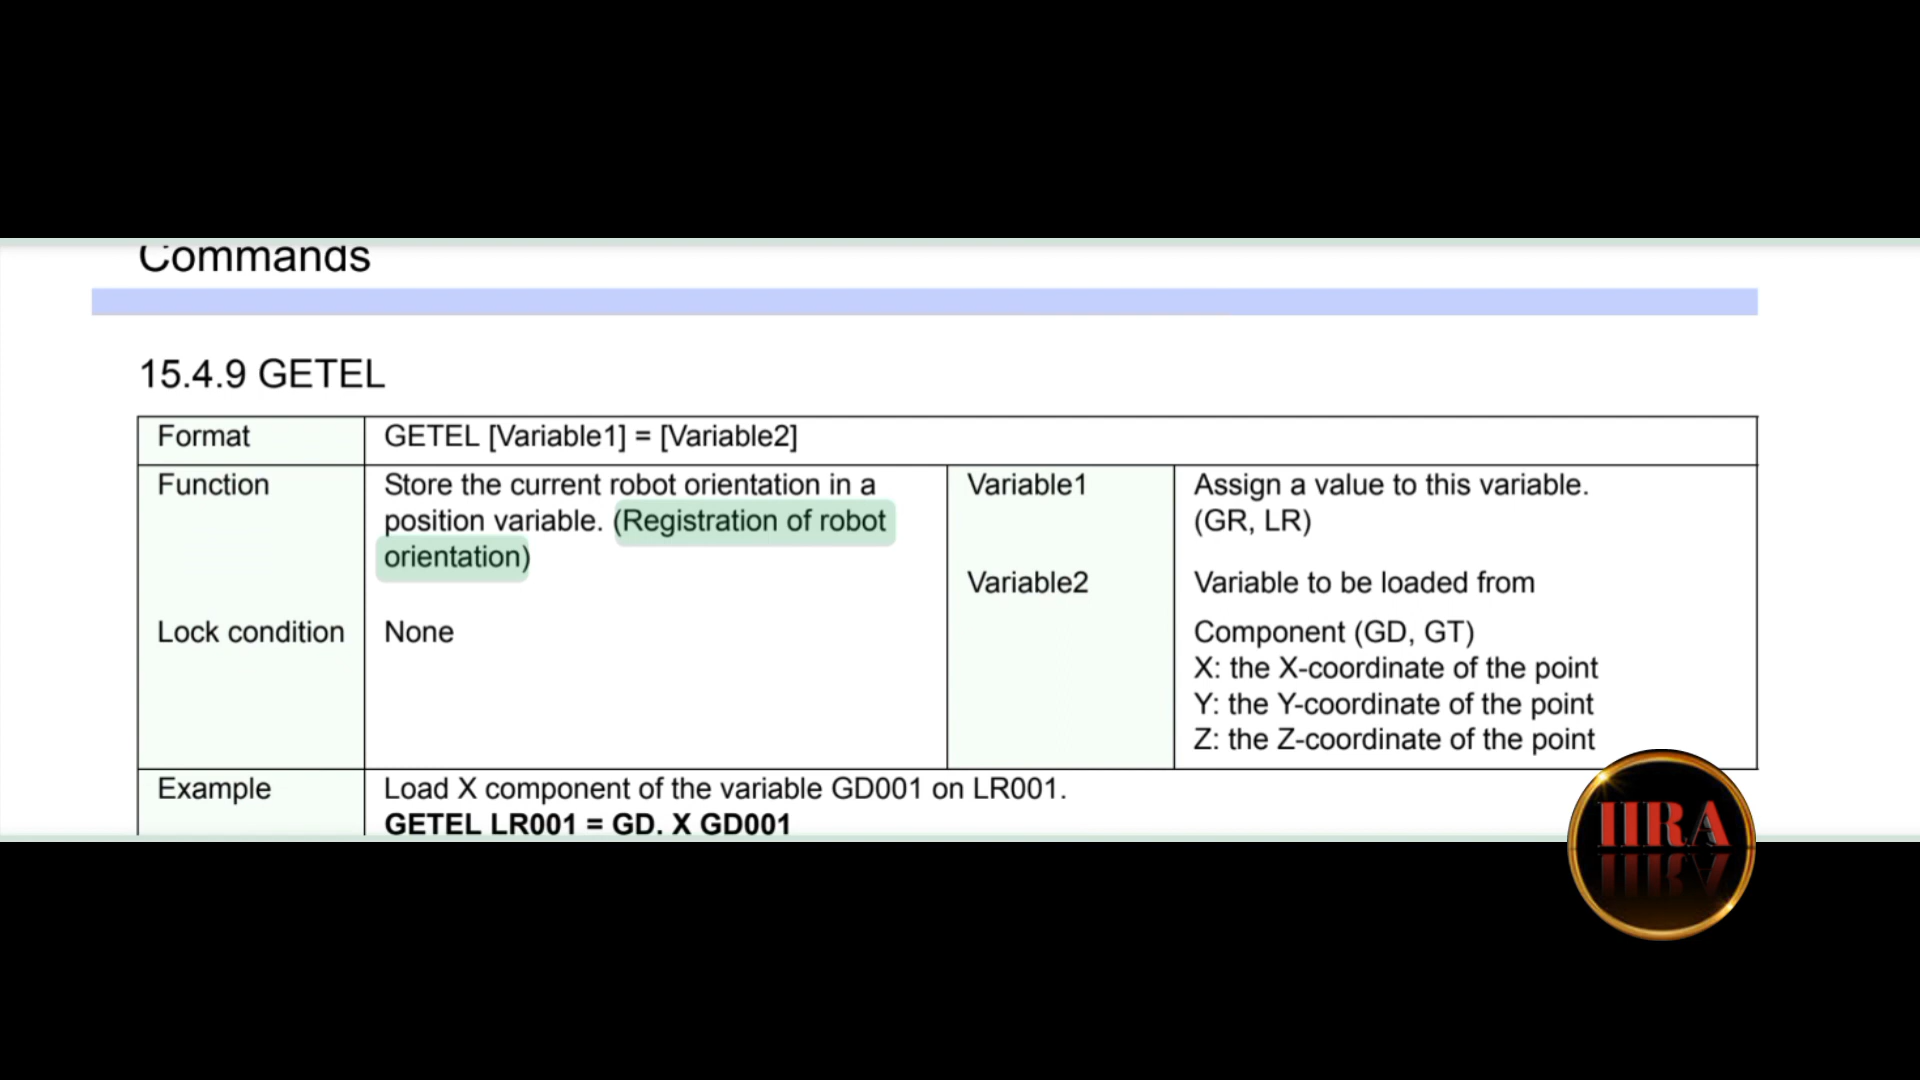 Commands
15.4.9 GETEL
Format
GETEL [Variable1] = [Variable2]
Function
Store the current robot orientation in a
position variable. (Registration of robot
orientation)
Variable1
Assign a value to this variable.
(GR, LR)
Variable2
Variable to be loaded from
Lock condition
None
Component (GD, GT)
X: the X-coordinate of the point
Y: the Y-coordinate of the point
Z: the Z-coordinate of the point
Example
Load X component of the variable GD001 on LR001.
GETEL LR001 = GD. X GD001
IIRA